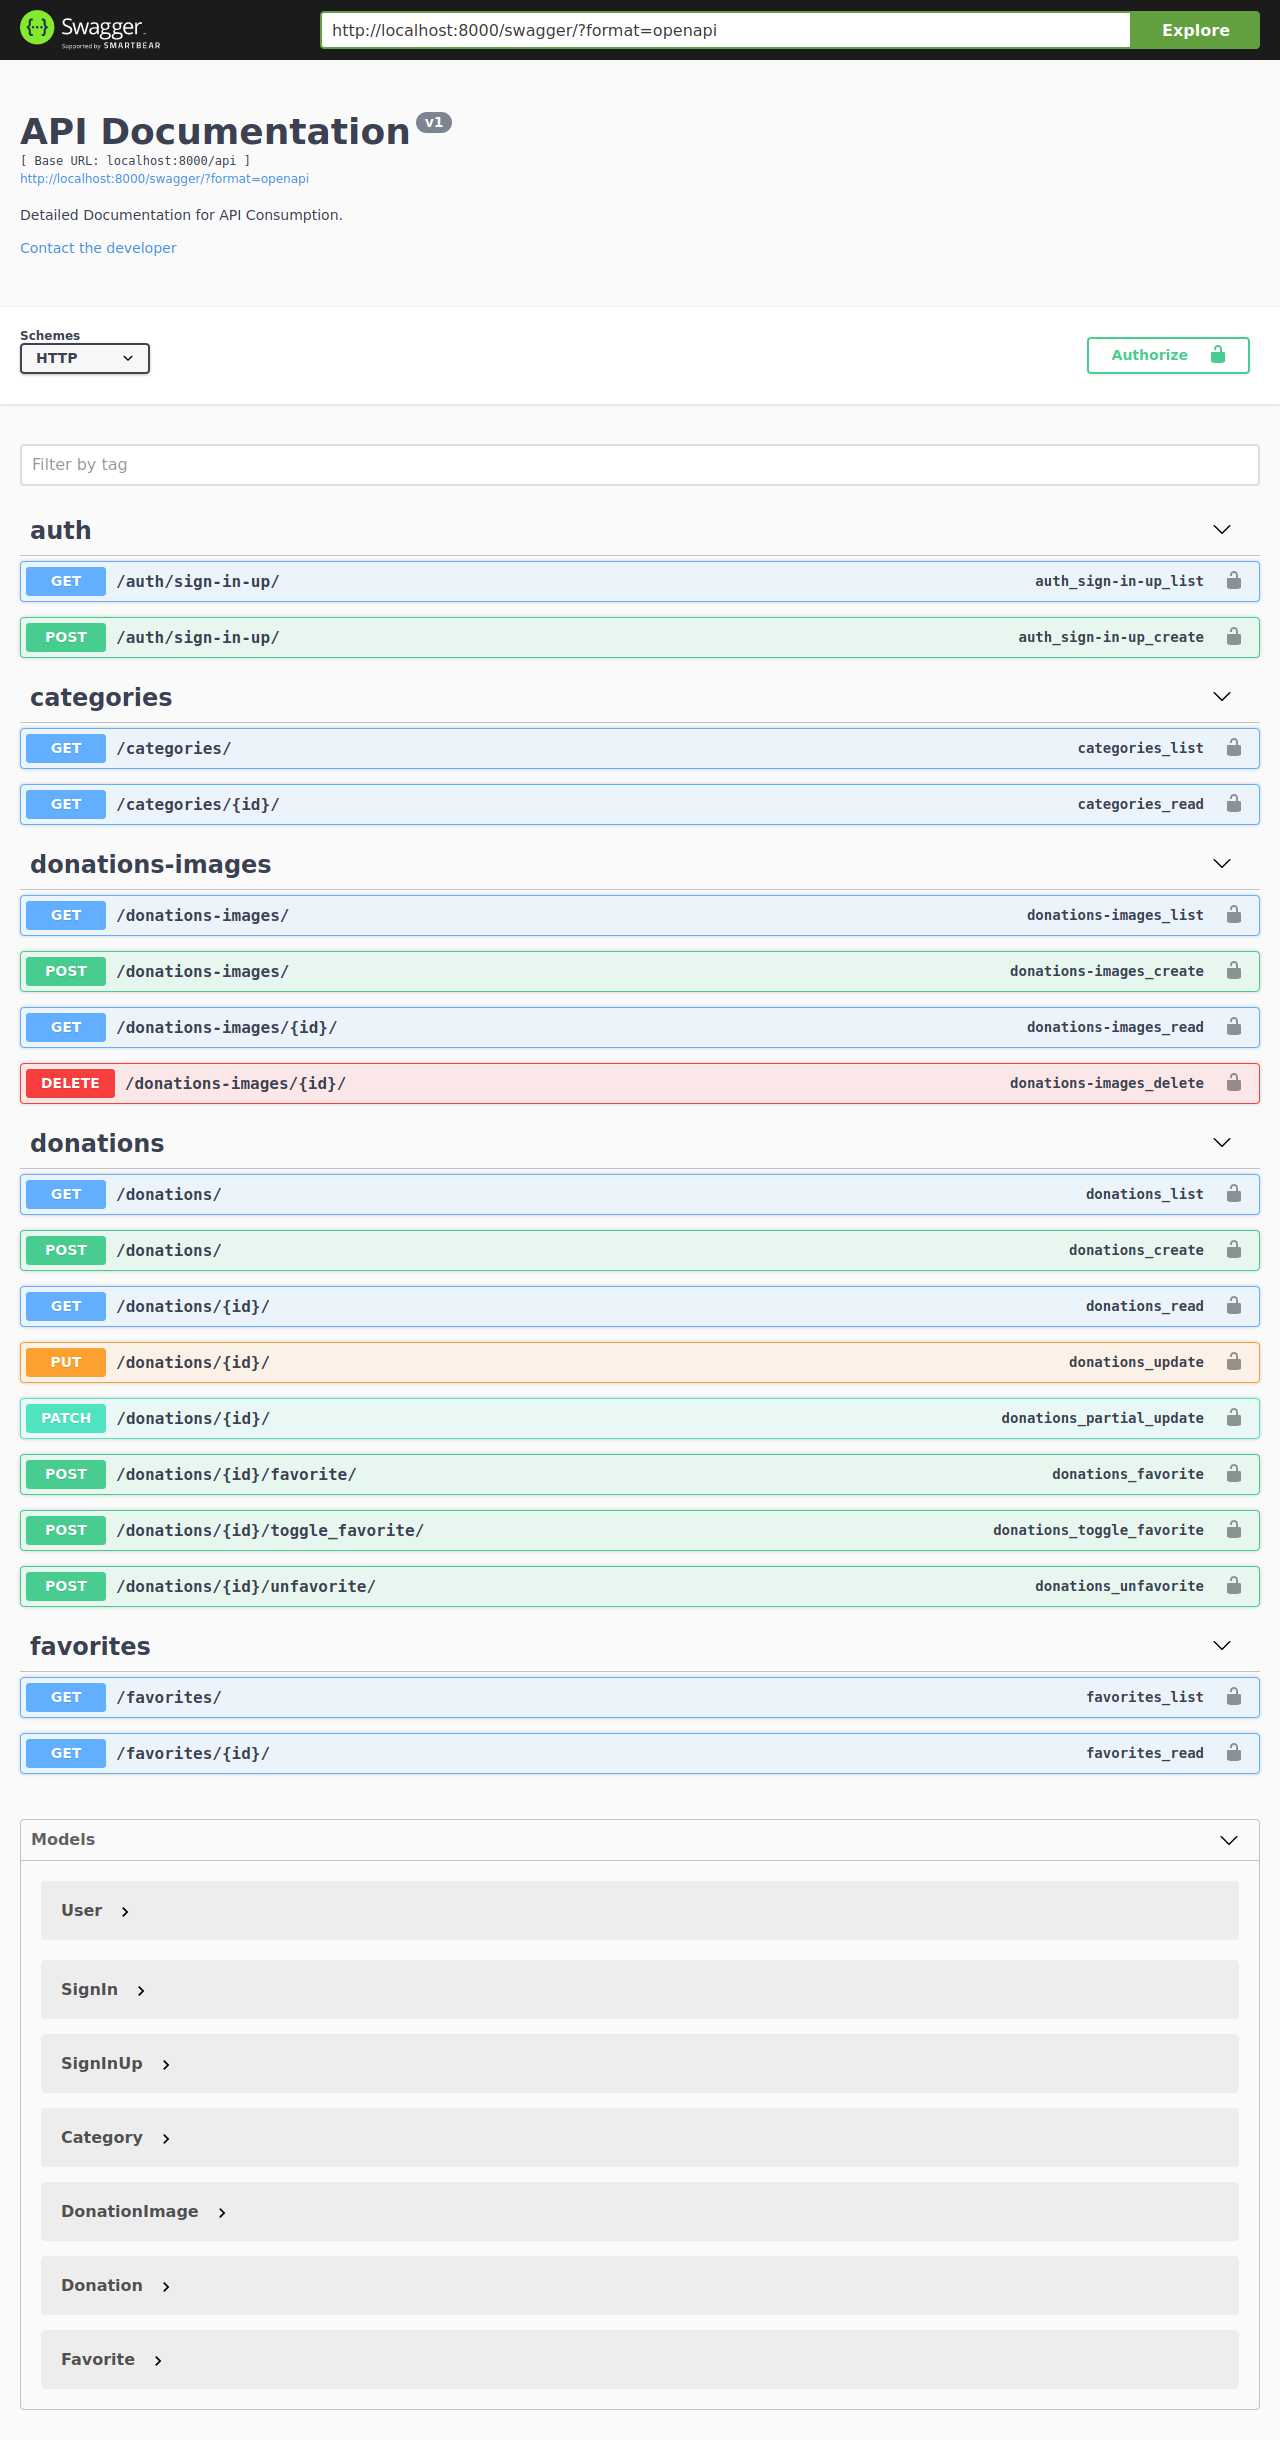 Swagger
Supported by SMARTBEAR
http://localhost:8000/swagger/?format=openapi
Explore
API Documentation v1
[ Base URL: localhost:8000/api ]
http://localhost:8000/swagger/?format=openapi
Detailed Documentation for API Consumption.
Contact the developer
Schemes
HTTP
Authorize
Filter by tag
auth
GET /auth/sign-in-up/ auth_sign-in-up_list
POST /auth/sign-in-up/ auth_sign-in-up_create
categories
GET /categories/ categories_list
GET /categories/{id}/ categories_read
donations-images
GET /donations-images/ donations-images_list
POST /donations-images/ donations-images_create
GET /donations-images/{id}/ donations-images_read
DELETE /donations-images/{id}/ donations-images_delete
donations
GET /donations/ donations_list
POST /donations/ donations_create
GET /donations/{id}/ donations_read
PUT /donations/{id}/ donations_update
PATCH /donations/{id}/ donations_partial_update
POST /donations/{id}/favorite/ donations_favorite
POST /donations/{id}/toggle_favorite/ donations_toggle_favorite
POST /donations/{id}/unfavorite/ donations_unfavorite
favorites
GET /favorites/ favorites_list
GET /favorites/{id}/ favorites_read
Models
User
SignIn
SignInUp
Category
DonationImage
Donation
Favorite